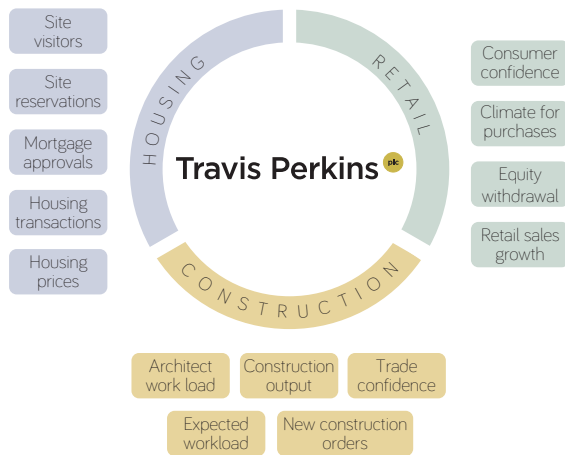 Site
visitors
Site
reservations
Mortgage
approvals
Housing
transactions
Housing
prices
HOUSING
RETAIL
CONSTRUCTION
Travis Perkins plc
Consumer
confidence
Climate for
purchases
Equity
withdrawal
Retail sales
growth
Architect
work load
Construction
output
Trade
confidence
Expected
workload
New construction
orders